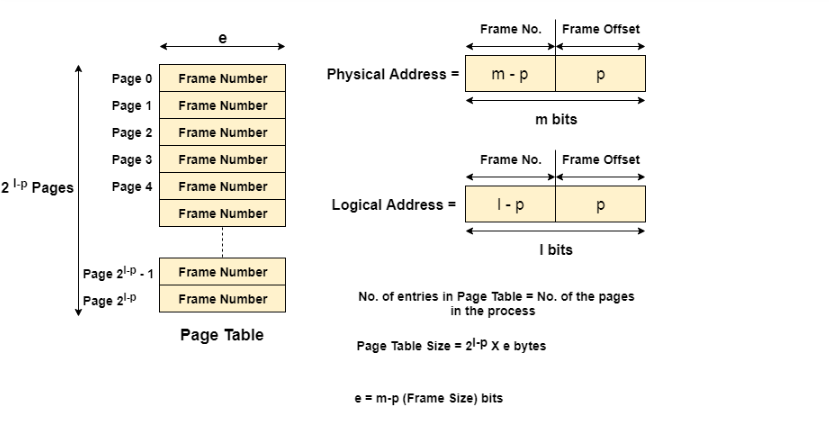 e
Page 0 Frame Number
Page 1 Frame Number
Page 2 Frame Number
Page 3 Frame Number
Page 4 Frame Number
Frame Number
2 l-p Pages
Page 2l-p - 1 Frame Number
Page 2l-p Frame Number
Page Table
Frame No. Frame Offset
Physical Address = m - p p
m bits
Frame No. Frame Offset
Logical Address = l - p p
l bits
No. of entries in Page Table = No. of the pages
in the process
Page Table Size = 2l-p X e bytes
e = m-p (Frame Size) bits